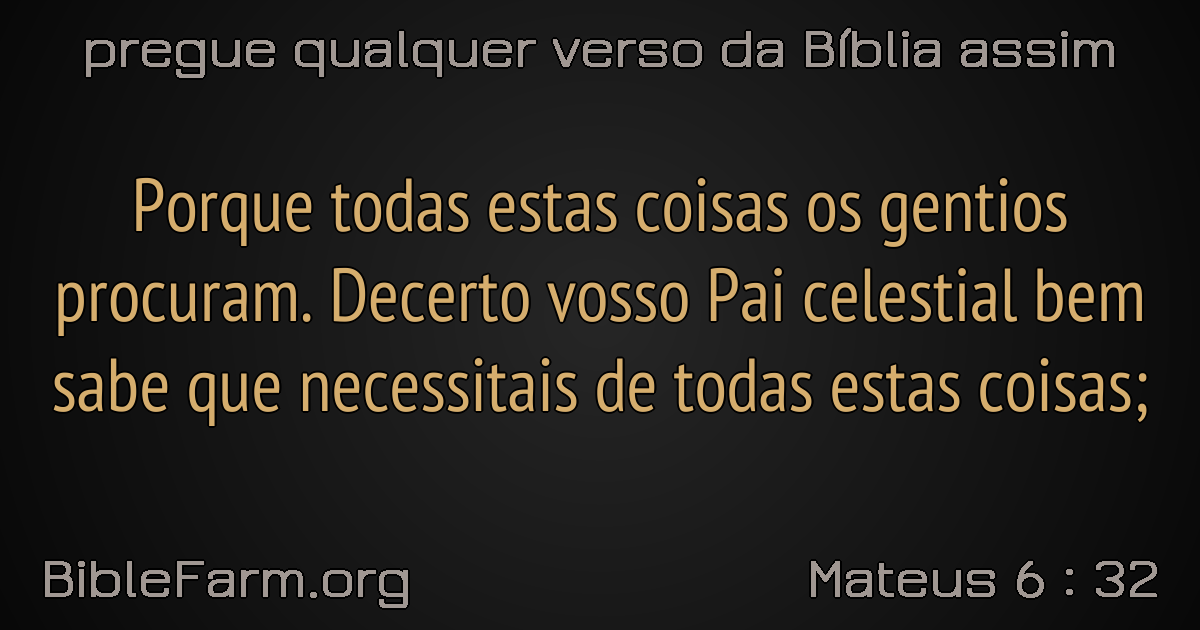 pregue qualquer verso da Bíblia assim
Porque todas estas coisas os gentios
procuram. Decerto vosso Pai celestial bem
sabe que necessitais de todas estas coisas;
BibleFarm.org
Mateus 6 : 32